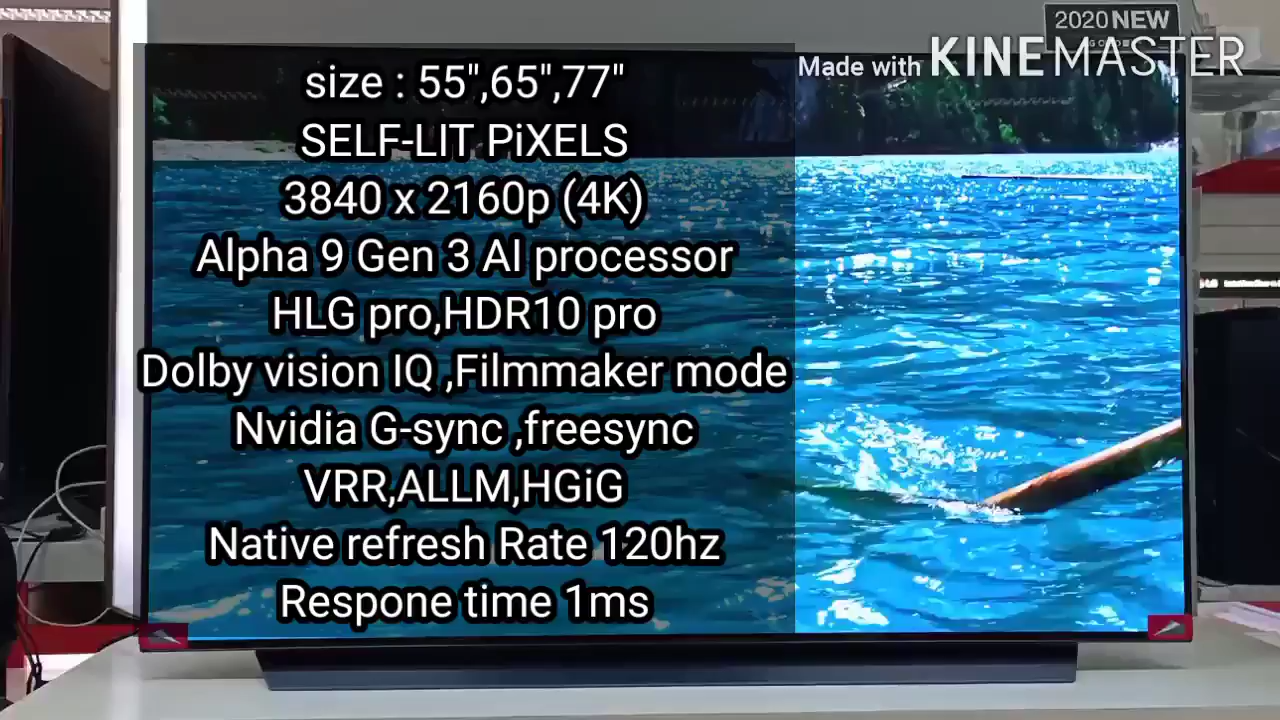 2020 NEW
Made with KINEMASTER
size : 55",65",77"
SELF-LIT PiXELS
3840 x 2160p (4K)
Alpha 9 Gen 3 AI processor
HLG pro,HDR10 pro
Dolby vision IQ ,Filmmaker mode
Nvidia G-sync ,freesync
VRR,ALLM,HGiG
Native refresh Rate 120hz
Respone time 1ms